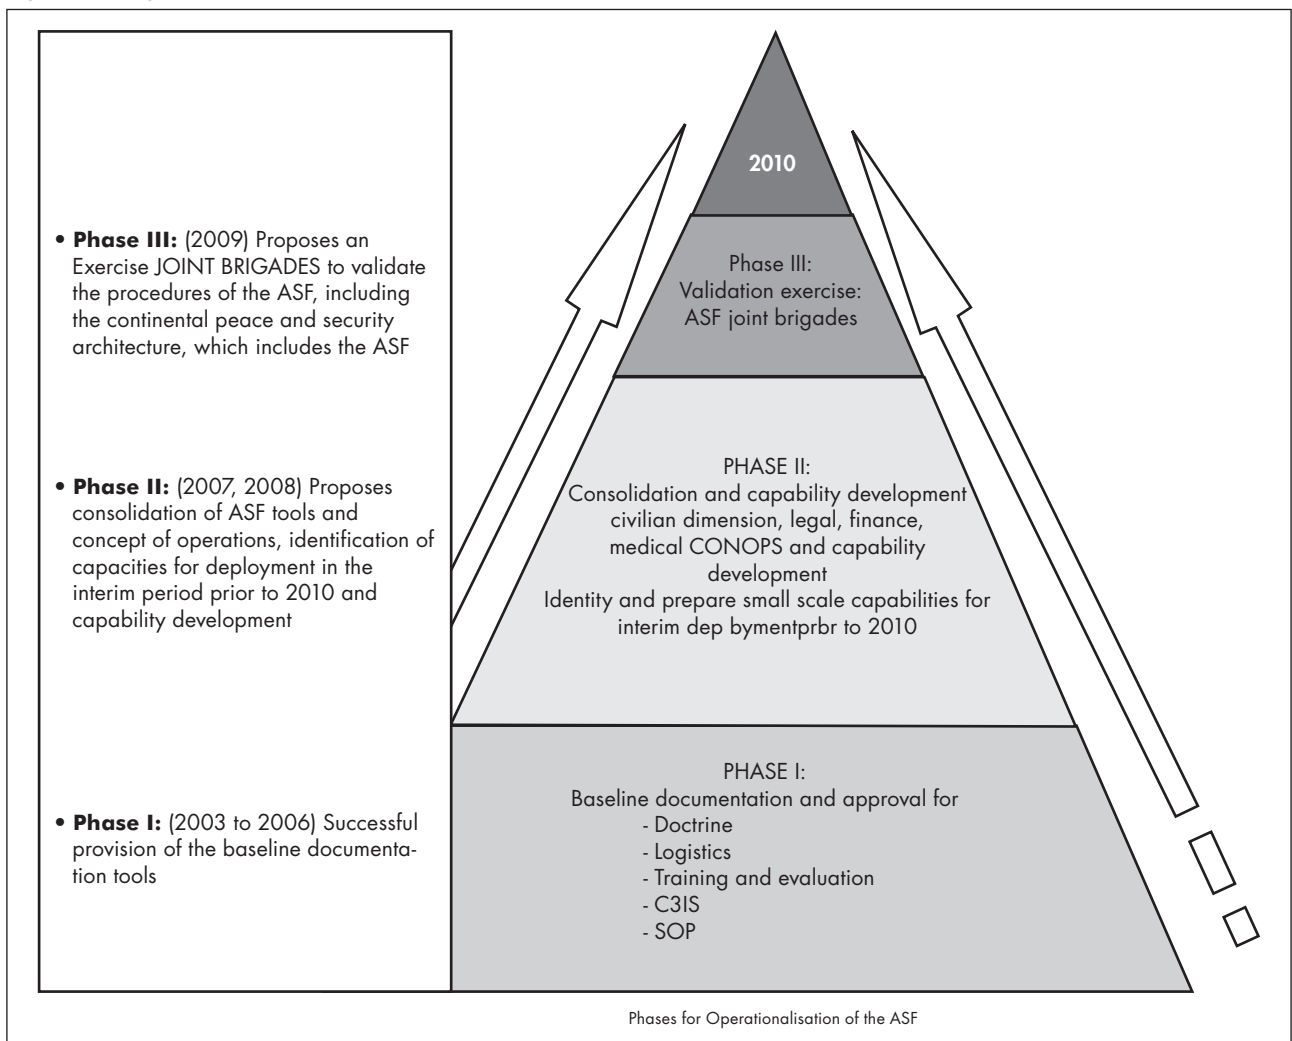 • Phase III: (2009) Proposes an
Exercise JOINT BRIGADES to validate
the procedures of the ASF, including
the continental peace and security
architecture, which includes the ASF
• Phase II: (2007, 2008) Proposes
consolidation of ASF tools and
concept of operations, identification of
capacities for deployment in the
interim period prior to 2010 and
capability development
• Phase I: (2003 to 2006) Successful
provision of the baseline documenta-
tion tools
2010
Phase III:
Validation exercise:
ASF joint brigades
PHASE II:
Consolidation and capability development
civilian dimension, legal, finance,
medical CONOPS and capability
development
Identity and prepare small scale capabilities for
interim dep bymentprbr to 2010
PHASE I:
Baseline documentation and approval for
- Doctrine
- Logistics
- Training and evaluation
- C3IS
- SOP
Phases for Operationalisation of the ASF